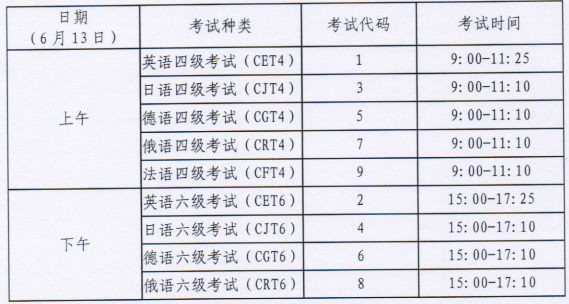 日期
(6月13日)
考试种类 考试代码 考试时间
上午
英语四级考试(CET4) 1 9:00-11:25
日语四级考试(CJT4) 3 9:00-11:10
德语四级考试(CGT4) 5 9:00-11:10
俄语四级考试(CRT4) 7 9:00-11:10
法语四级考试(CFT4) 9 9:00-11:10
下午
英语六级考试(CET6) 2 15:00-17:25
日语六级考试(CJT6) 4 15:00-17:10
德语六级考试(CGT6) 6 15:00-17:10
俄语六级考试(CRT6) 8 15:00-17:10